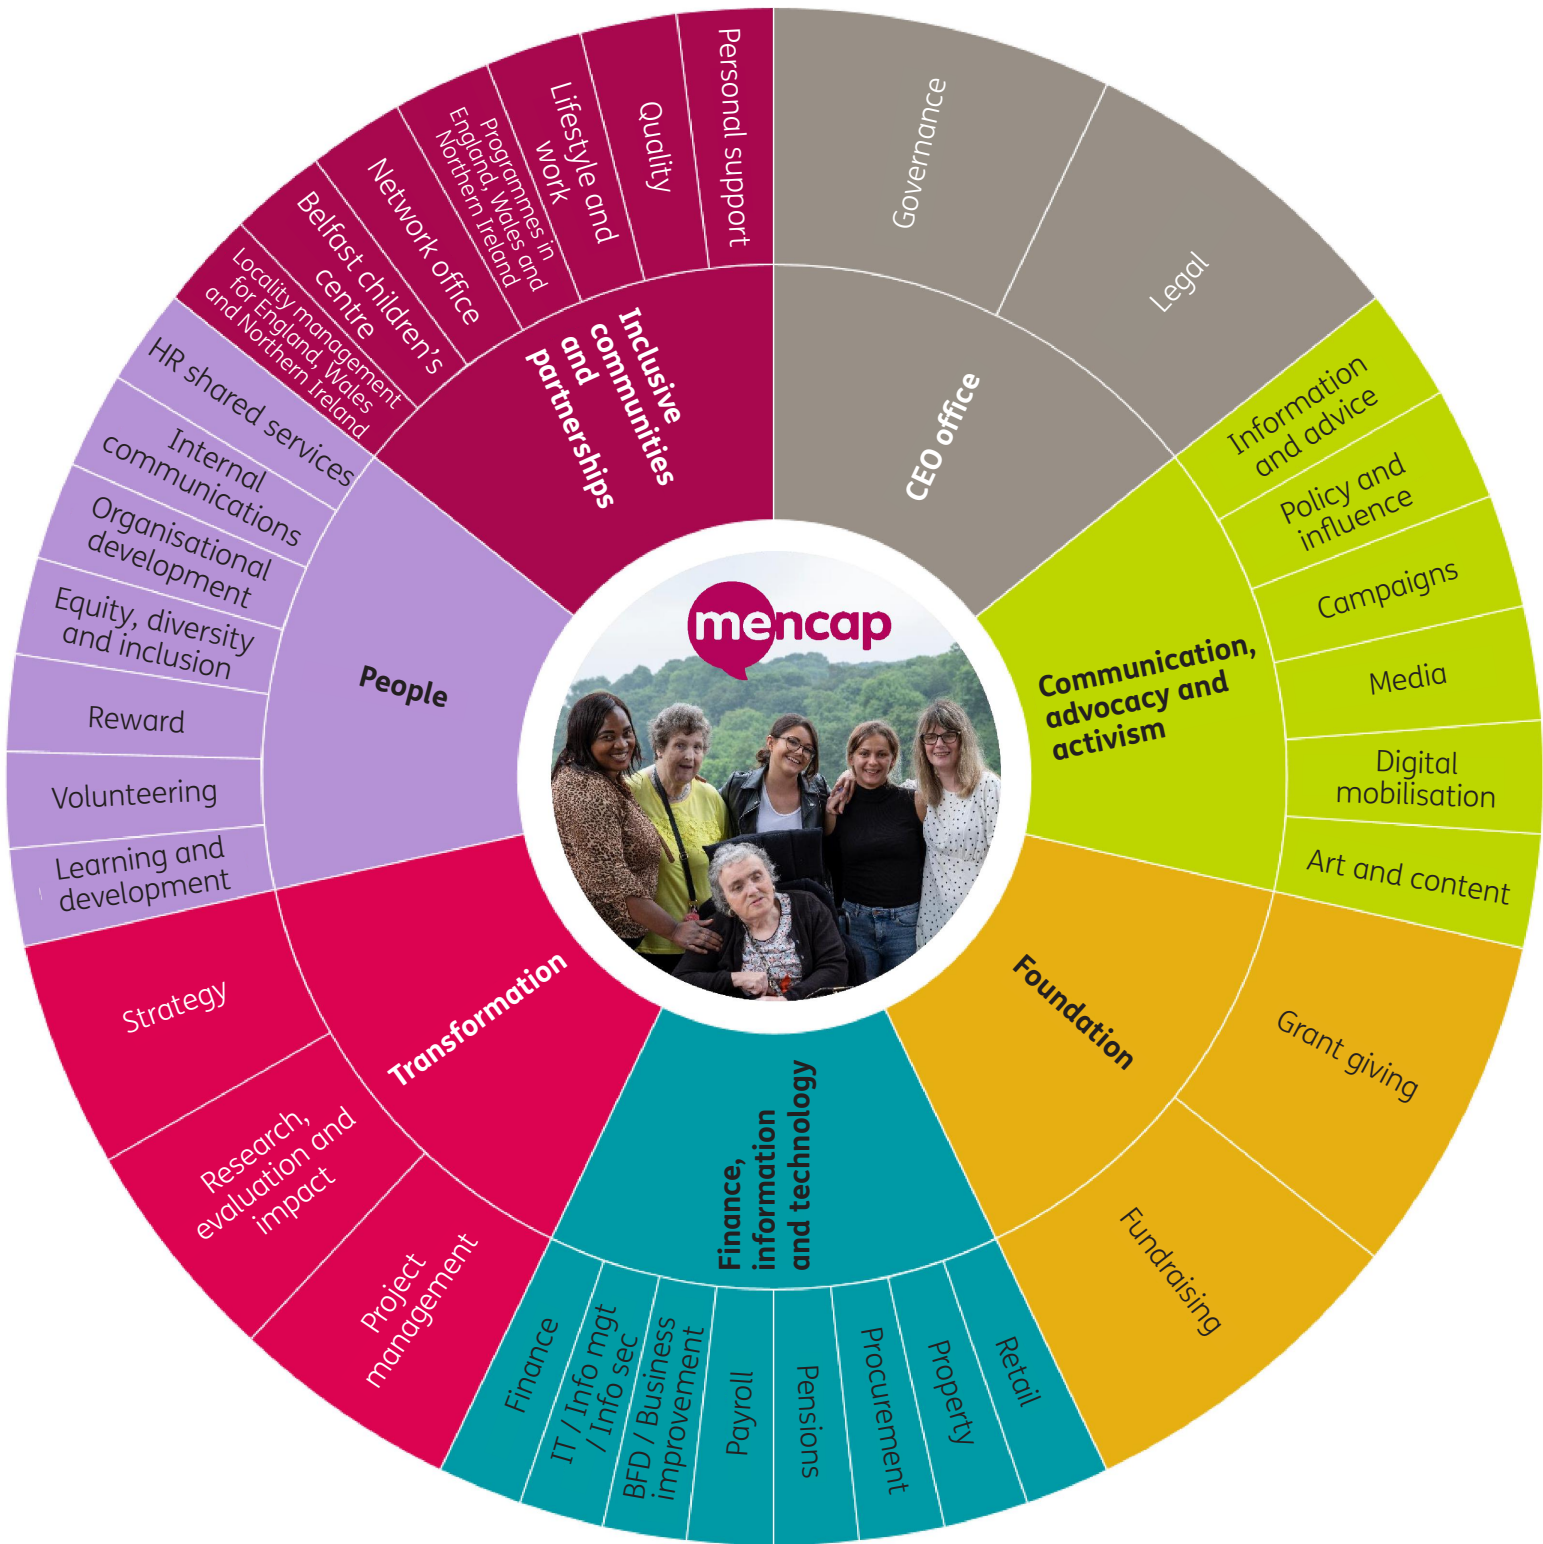 mencap
CEO office
Governance
Legal
Communication,
advocacy and
activism
Information
and advice
Policy and
influence
Campaigns
Media
Digital
mobilisation
Art and content
Foundation
Grant giving
Fundraising
Finance,
information
and technology
Retail
Property
Procurement
Pensions
Payroll
BFD / Business
improvement
IT / Info mgt
/ Info sec
Finance
Transformation
Project
management
Research,
evaluation and
impact
Strategy
People
Learning and
development
Volunteering
Reward
Equity, diversity
and inclusion
Organisational
development
Internal
communications
HR shared services
Inclusive
communities
and
partnerships
Locality management
for England, Wales
and Northern Ireland
Belfast children’s
centre
Network office
Programmes in
England, Wales and
Northern Ireland
Lifestyle and
work
Quality
Personal support